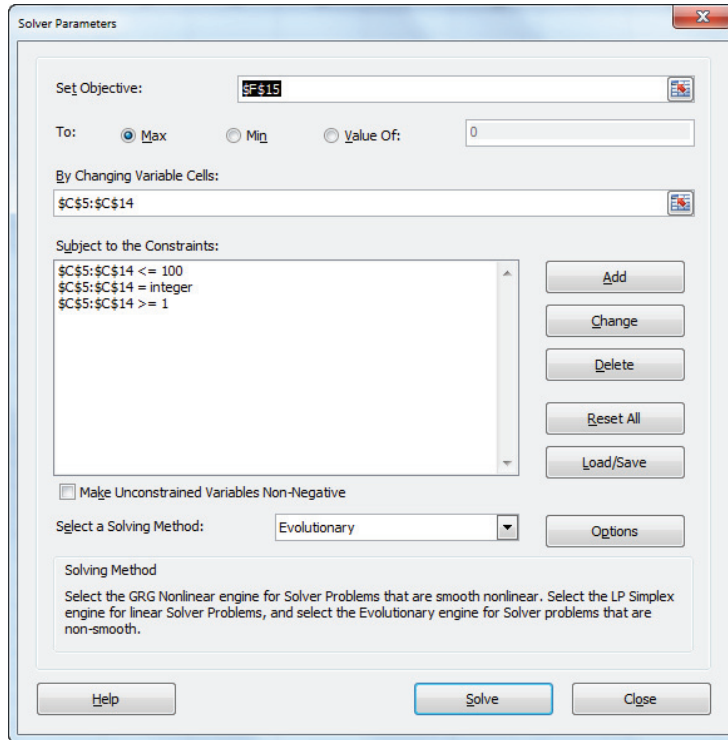 Solver Parameters
Set Objective: $F$15
To: Max Min Value Of: 0
By Changing Variable Cells:
$C$5:$C$14
Subject to the Constraints:
$C$5:$C$14 <= 100
$C$5:$C$14 = integer
$C$5:$C$14 >= 1
Add
Change
Delete
Reset All
Load/Save
Make Unconstrained Variables Non-Negative
Select a Solving Method: Evolutionary Options
Solving Method
Select the GRG Nonlinear engine for Solver Problems that are smooth nonlinear. Select the LP Simplex
engine for linear Solver Problems, and select the Evolutionary engine for Solver problems that are
non-smooth.
Help Solve Close